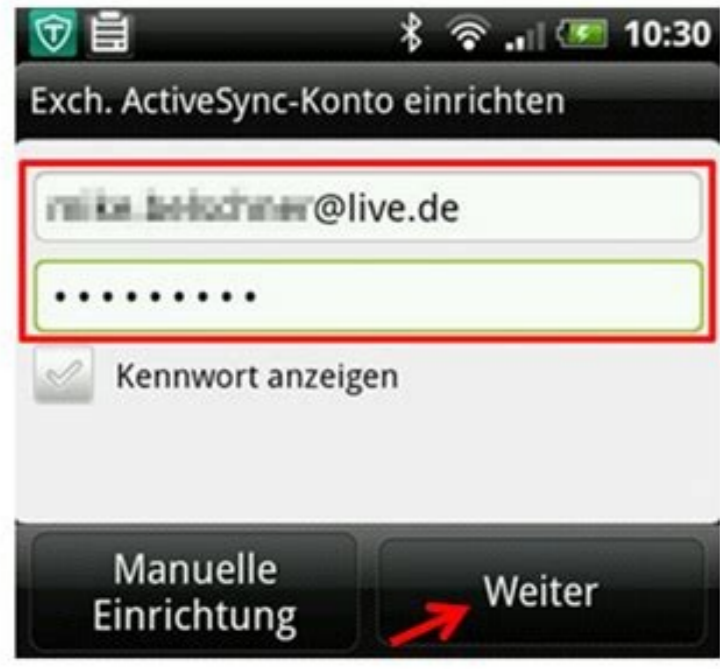 10:30
Exch. ActiveSync-Konto einrichten
@live.de
•••••••••
Kennwort anzeigen
Manuelle
Einrichtung
Weiter